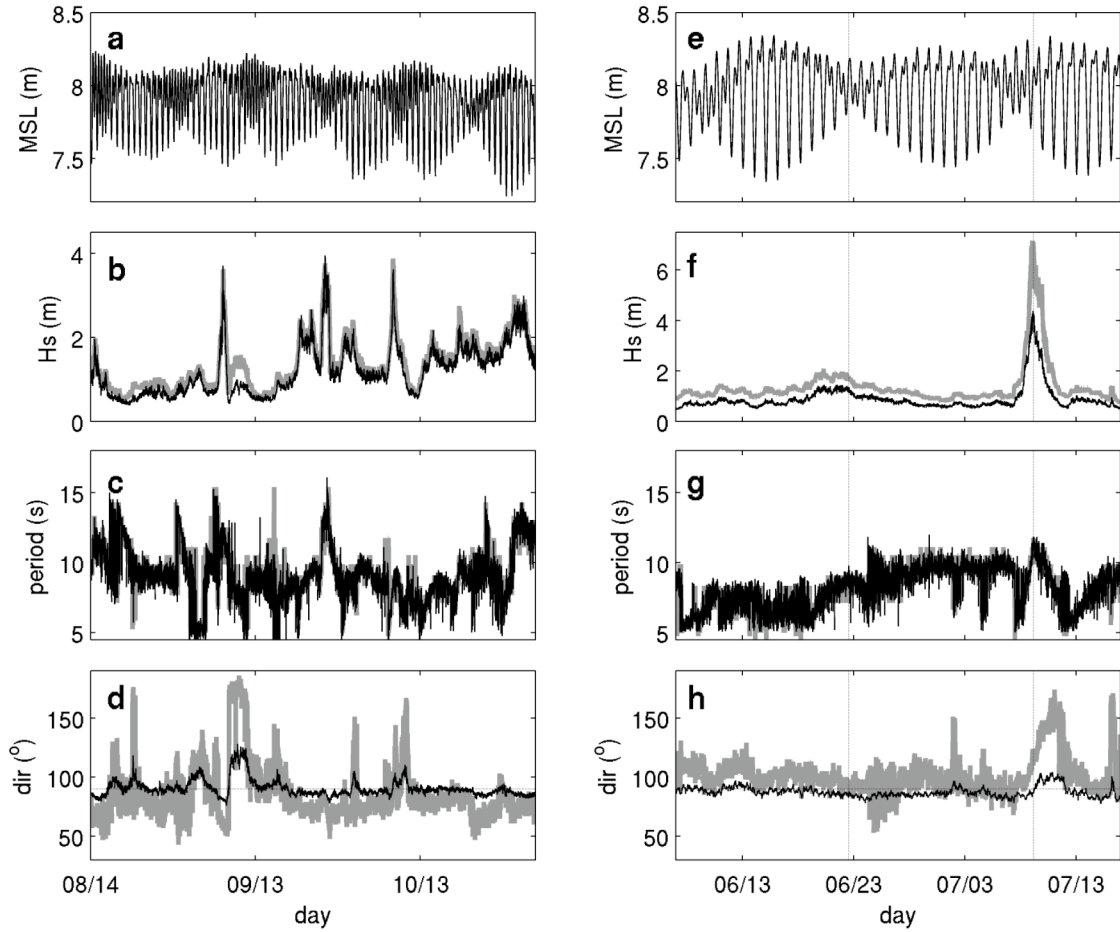 a
MSL (m)
8.5
8
7.5
b
Hs (m)
4
2
0
c
period (s)
15
10
5
d
dir (o)
150
100
50
08/14 09/13 10/13
day
e
MSL (m)
8.5
8
7.5
f
Hs (m)
6
4
2
0
g
period (s)
15
10
5
h
dir (o)
150
100
50
06/13 06/23 07/03 07/13
day